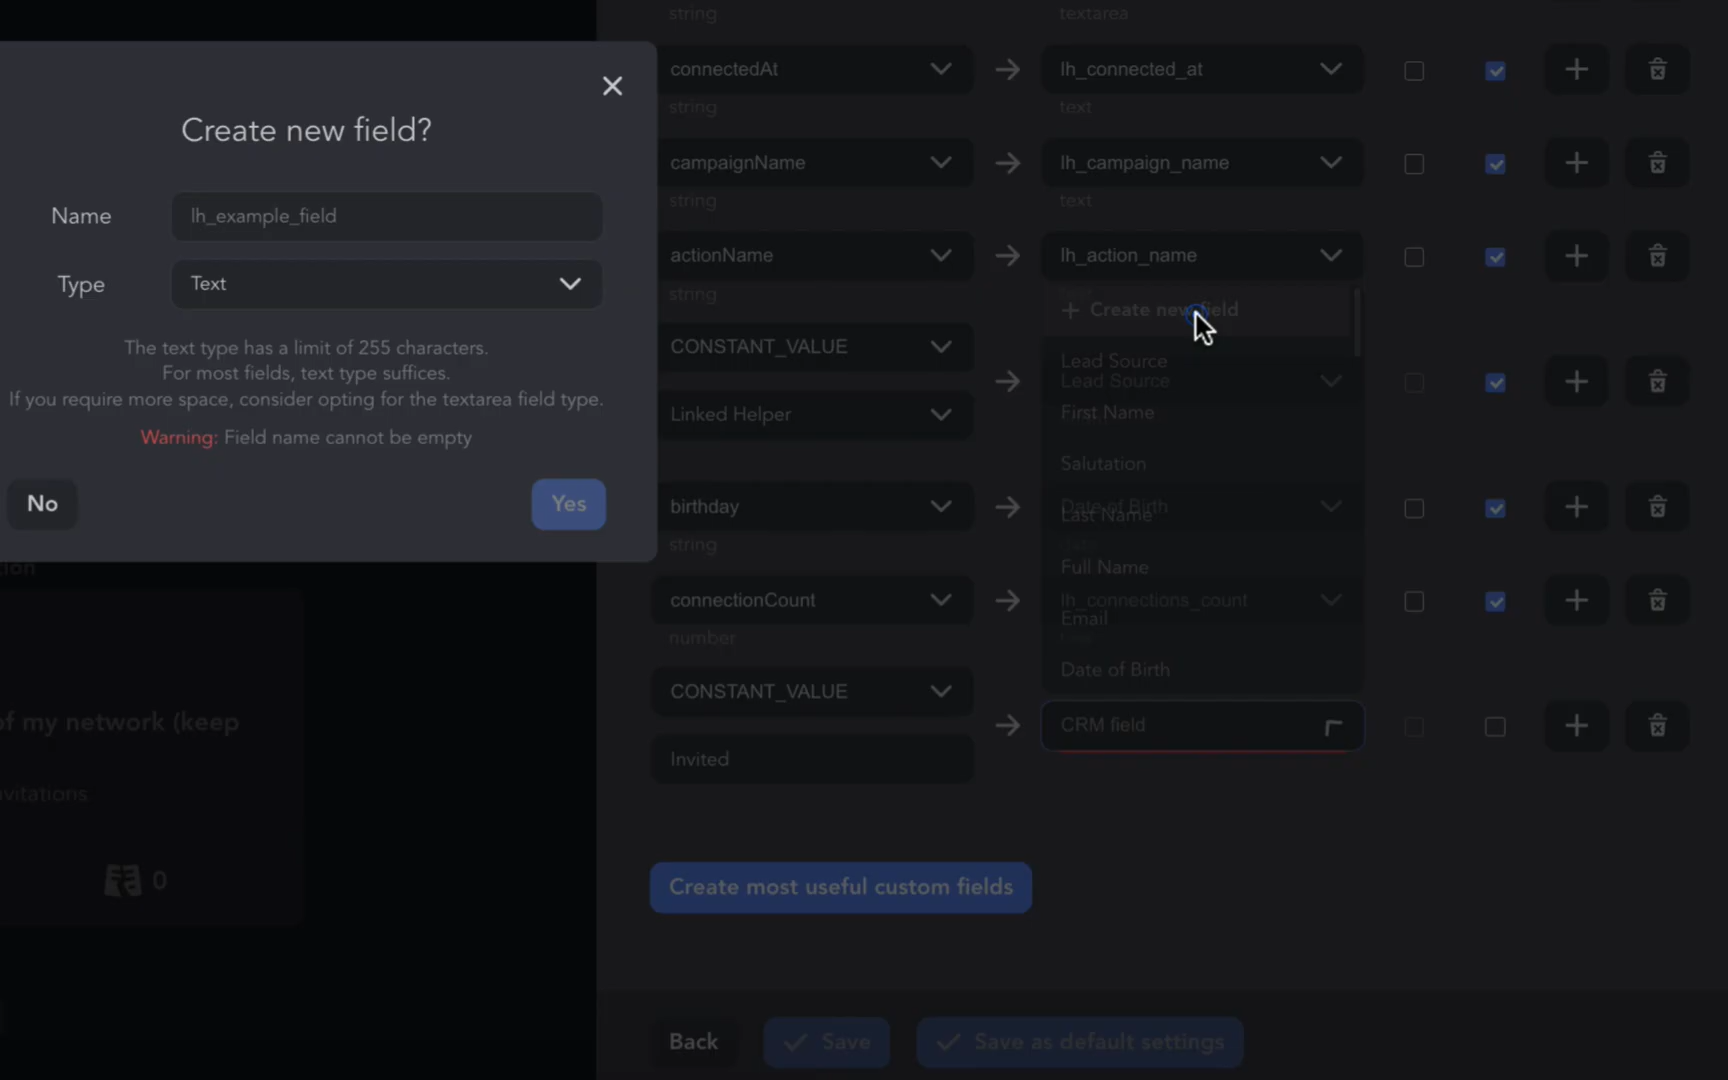 string
textarea
connectedAt
lh_connected_at
string
text
Create new field?
campaignName
lh_campaign_name
string
text
Name
lh_example_field
actionName
lh_action_name
string
Type
Text
+ Create new field
The text type has a limit of 255 characters.
For most fields, text type suffices.
If you require more space, consider opting for the textarea field type.
Warning: Field name cannot be empty
CONSTANT_VALUE
Lead Source
Lead Source
Linked Helper
First Name
Salutation
No
Yes
birthday
Date of Birth
Last Name
string
Full Name
connectionCount
lh_connections_count
Email
number
Date of Birth
CONSTANT_VALUE
CRM field
Invited
of my network (keep
0
Create most useful custom fields
Back
Save
Save as default settings